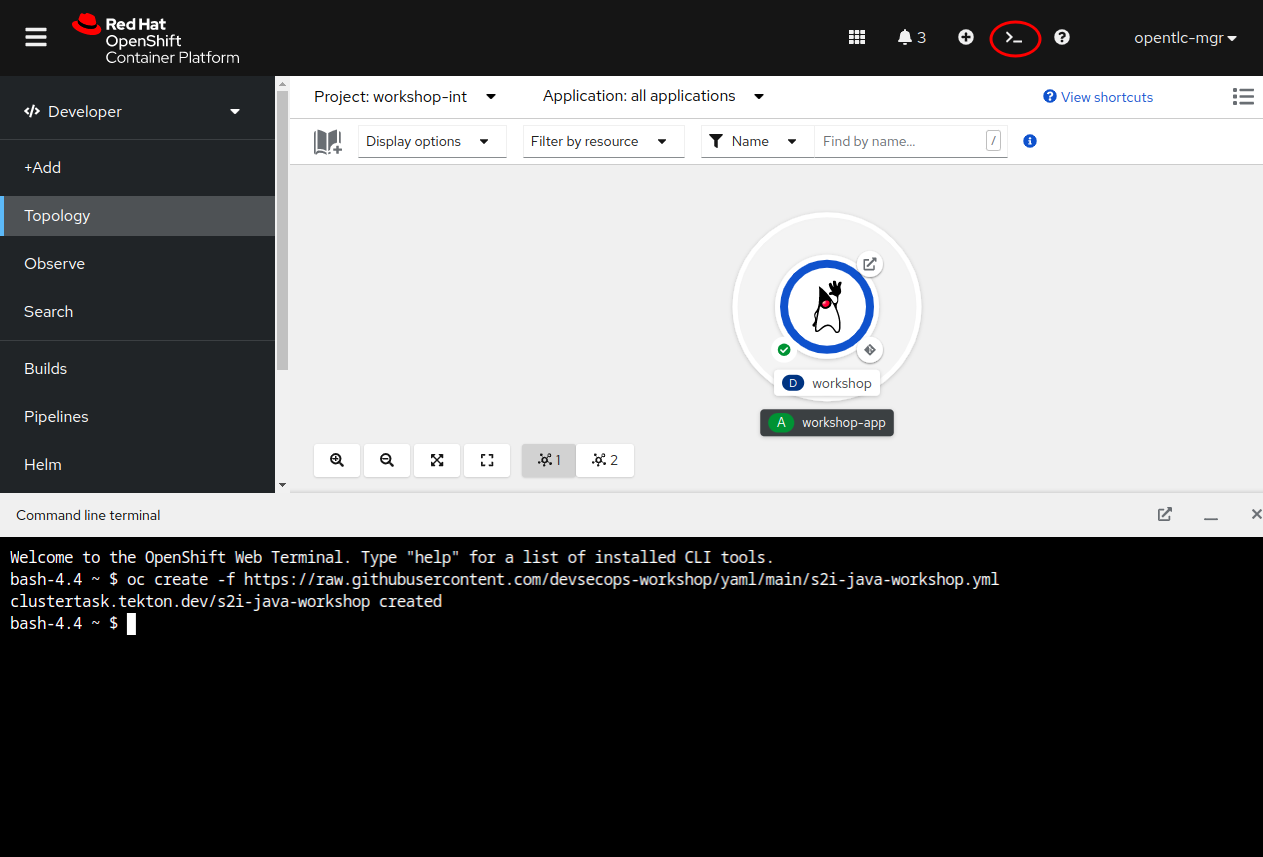 Red Hat
OpenShift
Container Platform
3
opentlc-mgr
Developer
+Add
Topology
Observe
Search
Builds
Pipelines
Helm
Project: workshop-int
Application: all applications
View shortcuts
Display options
Filter by resource
Name
Find by name...
/
D workshop
A workshop-app
1
2
Command line terminal
Welcome to the OpenShift Web Terminal. Type "help" for a list of installed CLI tools.
bash-4.4 ~ $ oc create -f https://raw.githubusercontent.com/devsecops-workshop/yaml/main/s2i-java-workshop.yml
clustertask.tekton.dev/s2i-java-workshop created
bash-4.4 ~ $